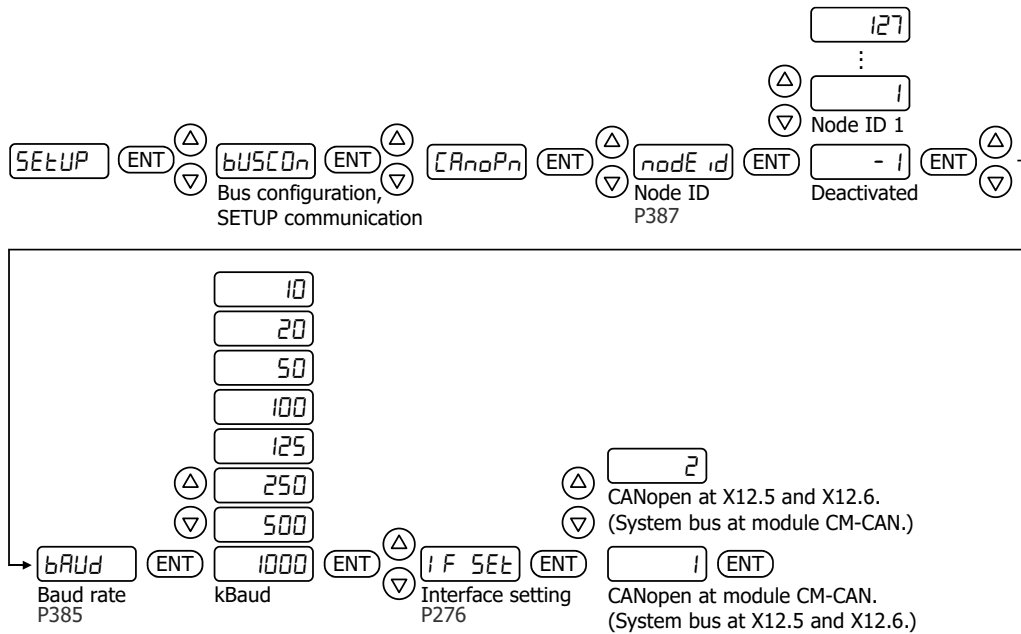 127
⋮
1
Node ID 1
SEtUP ENT bUSCOn ENT CAnoPn ENT nodE id ENT -1 ENT
Bus configuration,
SETUP communication
Node ID
P387
Deactivated
10
20
50
100
125
250
500
bAUd ENT 1000 ENT IF SEt ENT 1 ENT
Baud rate
P385
kBaud
Interface setting
P276
2
CANopen at X12.5 and X12.6.
(System bus at module CM-CAN.)
CANopen at module CM-CAN.
(System bus at X12.5 and X12.6.)